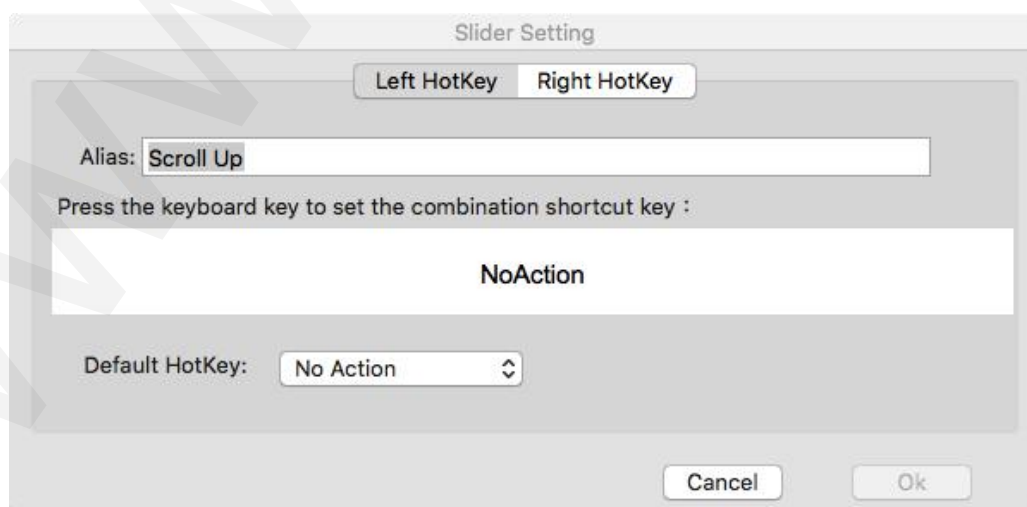 Slider Setting
Left HotKey Right HotKey
Alias: Scroll Up
Press the keyboard key to set the combination shortcut key：
NoAction
Default HotKey: No Action
Cancel Ok